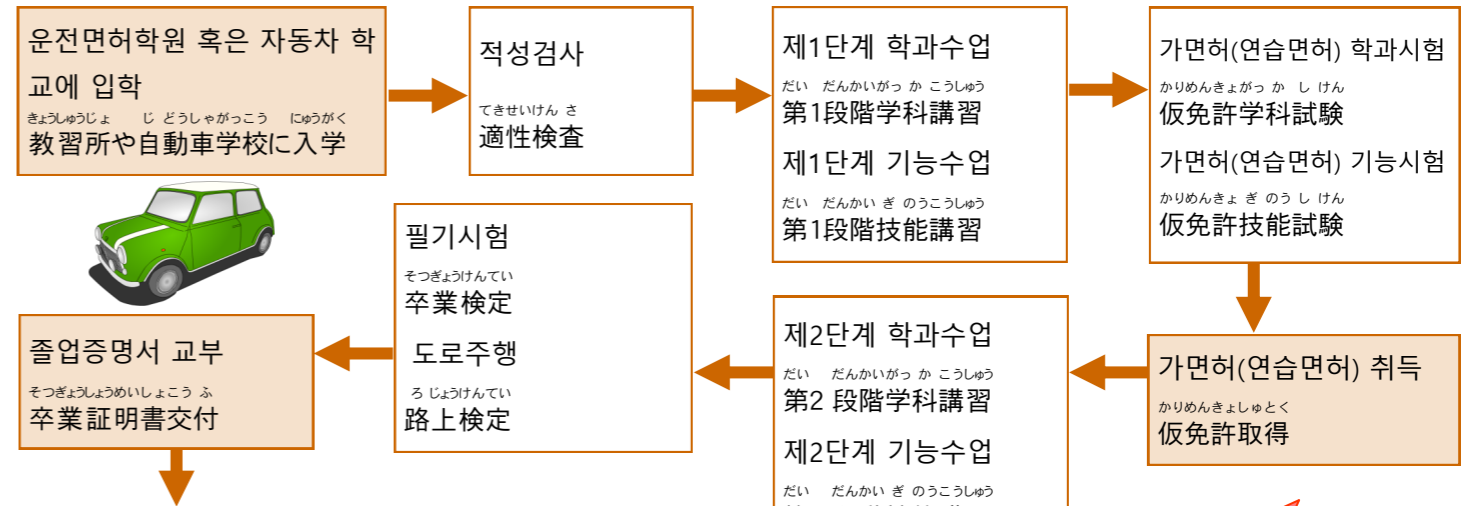 운전면허학원 혹은 자동차 학
교에 입학
きょうしゅうじょ じどうしゃがっこう にゅうがく
教習所や自動車学校に入学
적성검사
てきせいけんさ
適性検査
제1단계 학과수업
だい だんかいがっかこうしゅう
第1段階学科講習
제1단계 기능수업
だい だんかいぎのうこうしゅう
第1段階技能講習
가면허(연습면허) 학과시험
かりめんきょがっかしけん
仮免許学科試験
가면허(연습면허) 기능시험
かりめんきょぎのうしけん
仮免許技能試験
가면허(연습면허) 취득
かりめんきょしゅとく
仮免許取得
제2단계 학과수업
だい だんかいがっかこうしゅう
第2 段階学科講習
제2단계 기능수업
だい だんかいぎのうこうしゅう
필기시험
そつぎょうけんてい
卒業検定
도로주행
ろじょうけんてい
路上検定
졸업증명서 교부
そつぎょうしょうめいしょこうふ
卒業証明書交付